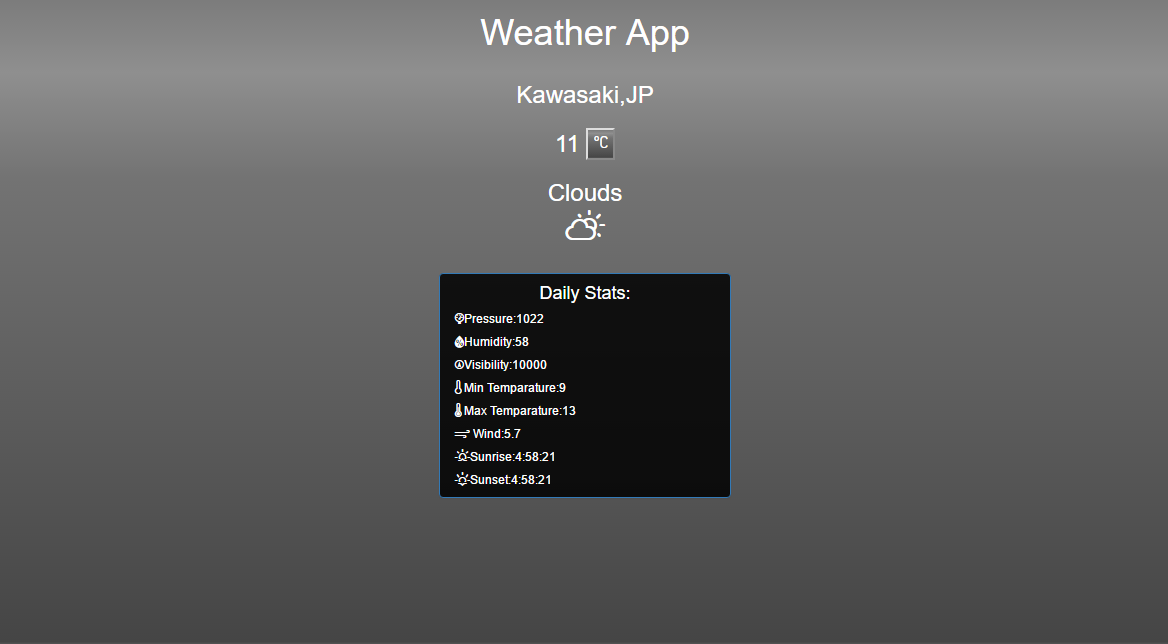 Weather App
Kawasaki,JP
11 °C
Clouds
Daily Stats:
Pressure:1022
Humidity:58
Visibility:10000
Min Temparature:9
Max Temparature:13
Wind:5.7
Sunrise:4:58:21
Sunset:4:58:21